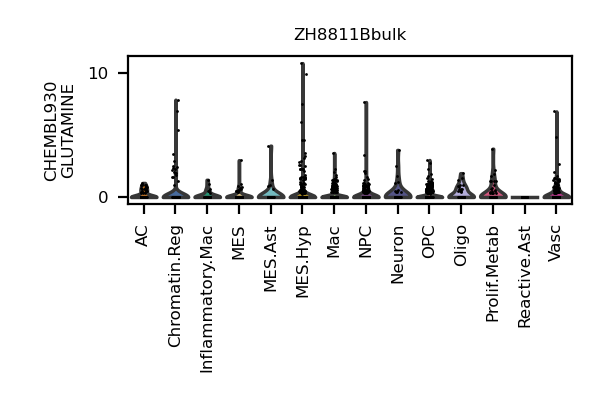 ZH8811Bbulk
CHEMBL930
GLUTAMINE
10
0
AC
Chromatin.Reg
Inflammatory.Mac
MES
MES.Ast
MES.Hyp
Mac
NPC
Neuron
OPC
Oligo
Prolif.Metab
Reactive.Ast
Vasc